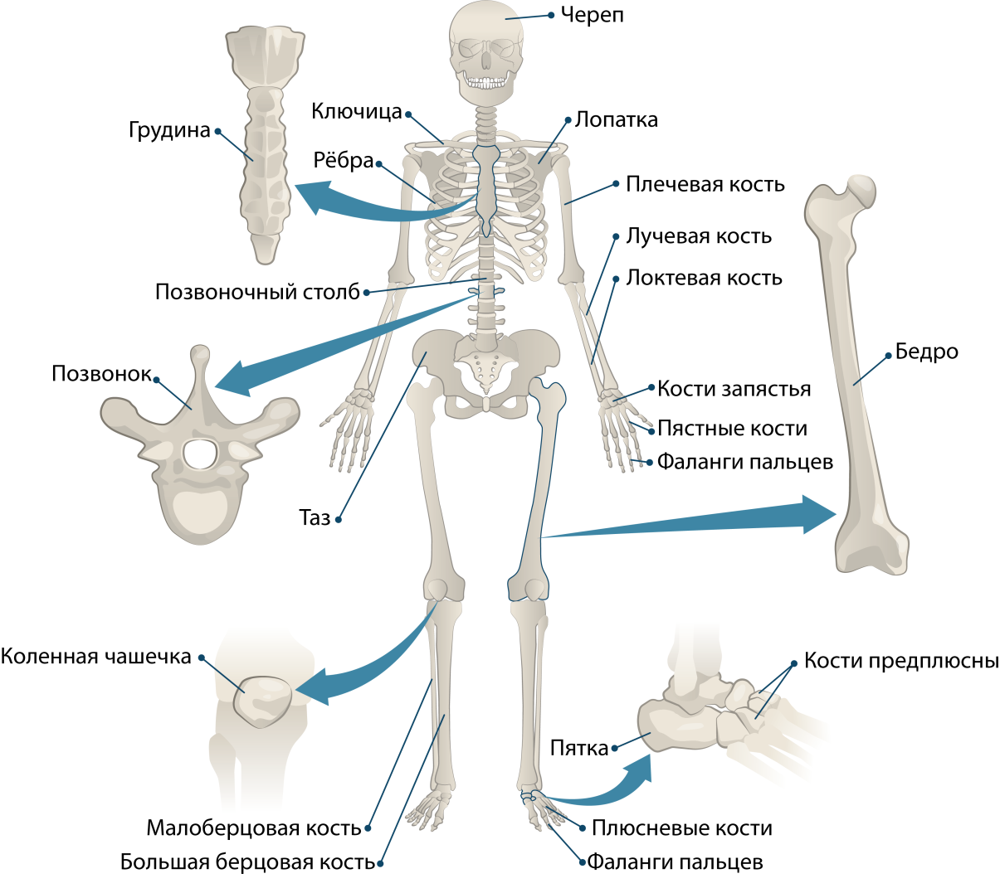 Череп
Ключица
Лопатка
Грудина
Рёбра
Плечевая кость
Лучевая кость
Локтевая кость
Позвоночный столб
Бедро
Позвонок
Кости запястья
Пястные кости
Фаланги пальцев
Таз
Коленная чашечка
Кости предплюсны
Пятка
Малоберцовая кость
Плюсневые кости
Большая берцовая кость
Фаланги пальцев